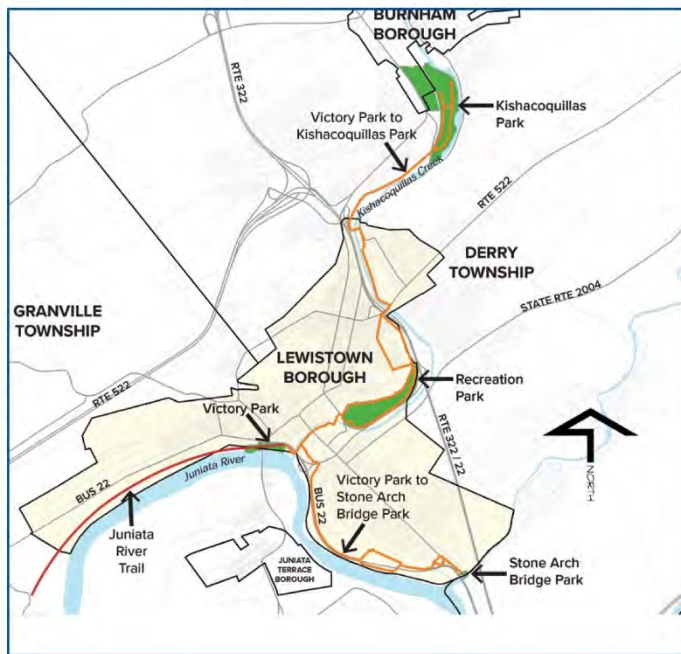 BURNHAM
BOROUGH
RTE 322
Kishacoquillas
Park
Victory Park to
Kishacoquillas Park
Kishacoquillas Creek
RTE 522
DERRY
TOWNSHIP
STATE RTE 2004
GRANVILLE
TOWNSHIP
LEWISTOWN
BOROUGH
RTE 522
Recreation
Park
Victory Park
RTE 322 / 22
NORTH
Juniata River
BUS 22
BUS 22
Victory Park to
Stone Arch
Bridge Park
Juniata
River
Trail
JUNIATA
TERRACE
BOROUGH
Stone Arch
Bridge Park